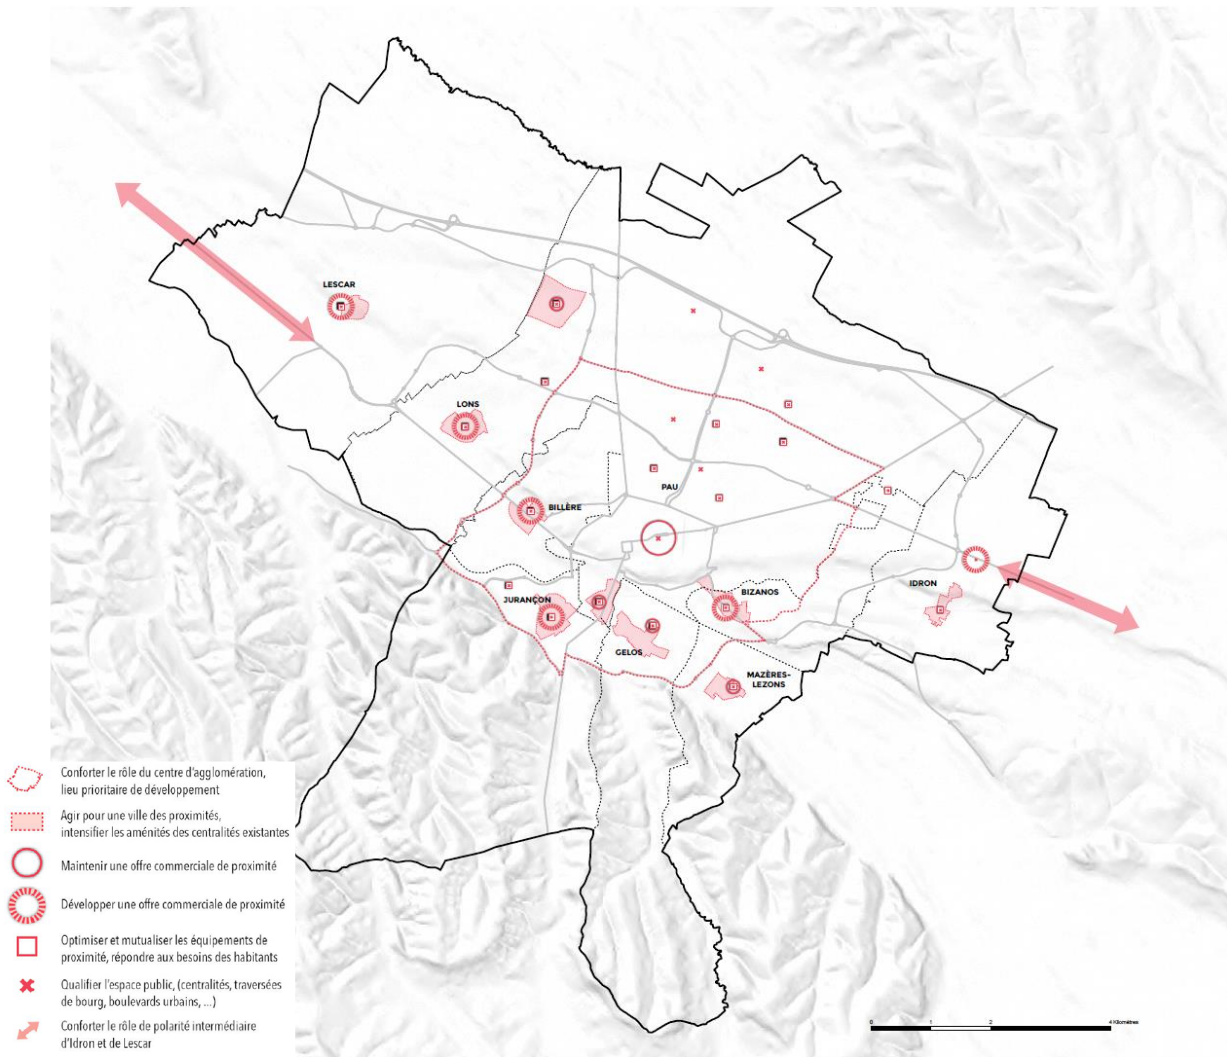 LESCAR
LONS
BILLÈRE
PAU
JURANÇON
BIZANOS
IDRON
GELOS
MAZÈRES-
LEZONS
Conforter le rôle du centre d'agglomération,
lieu prioritaire de développement
Agir pour une ville des proximités,
intensifier les aménités des centralités existantes
Maintenir une offre commerciale de proximité
Développer une offre commerciale de proximité
Optimiser et mutualiser les équipements de
proximité, répondre aux besoins des habitants
Qualifier l'espace public, (centralités, traversées
de bourg, boulevards urbains, ...)
Conforter le rôle de polarité intermédiaire
d'Idron et de Lescar
0 1 2 4 Kilomètres